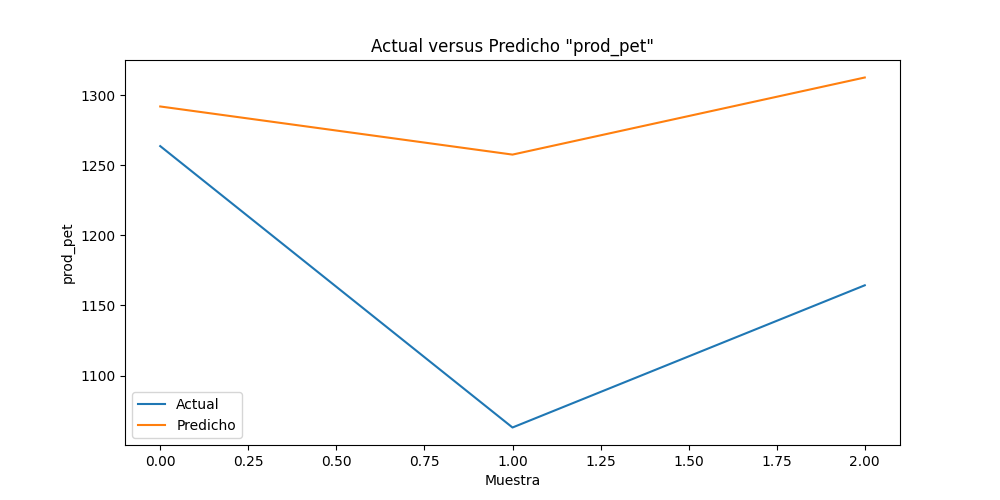 Actual versus Predicho "prod_pet"
prod_pet
1300
1250
1200
1150
1100
Actual
Predicho
0.00 0.25 0.50 0.75 1.00 1.25 1.50 1.75 2.00
Muestra